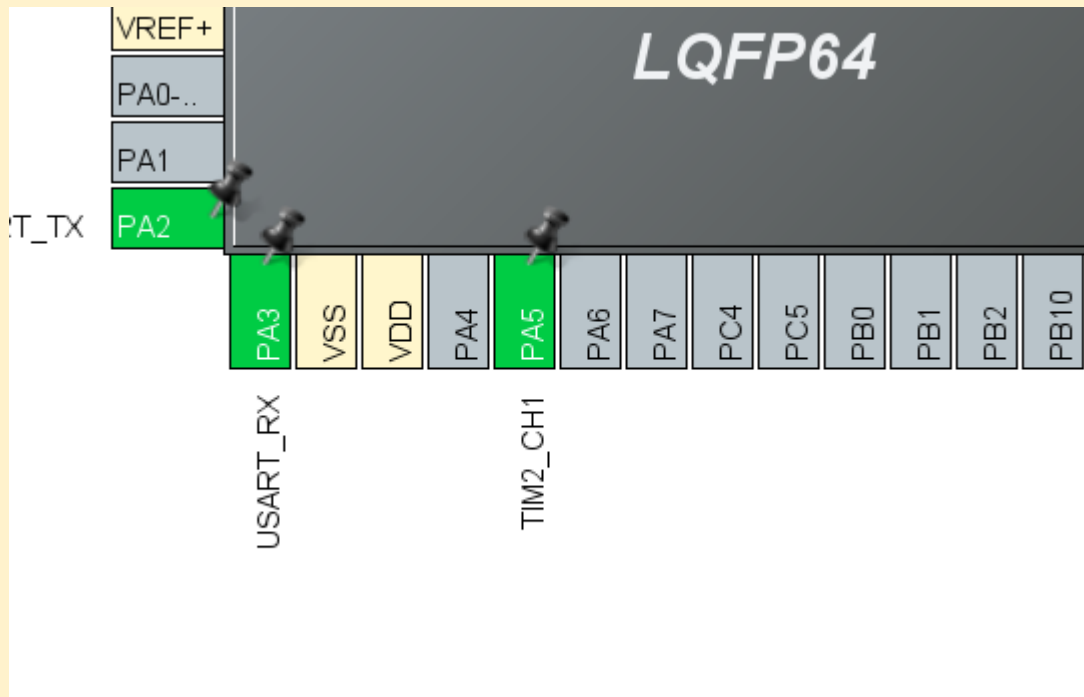 VREF+
LQFP64
PA0-..
PA1
PA2
PA3
VSS
VDD
PA4
PA5
PA6
PA7
PC4
PC5
PB0
PB1
PB2
PB10
USART_RX
TIM2_CH1